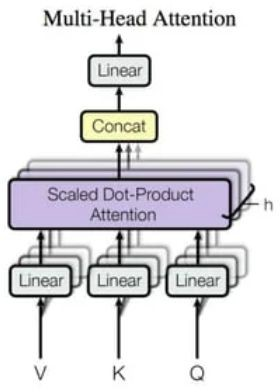 Multi-Head Attention
Linear
Concat
Scaled Dot-Product
Attention
h
Linear Linear Linear
V K Q